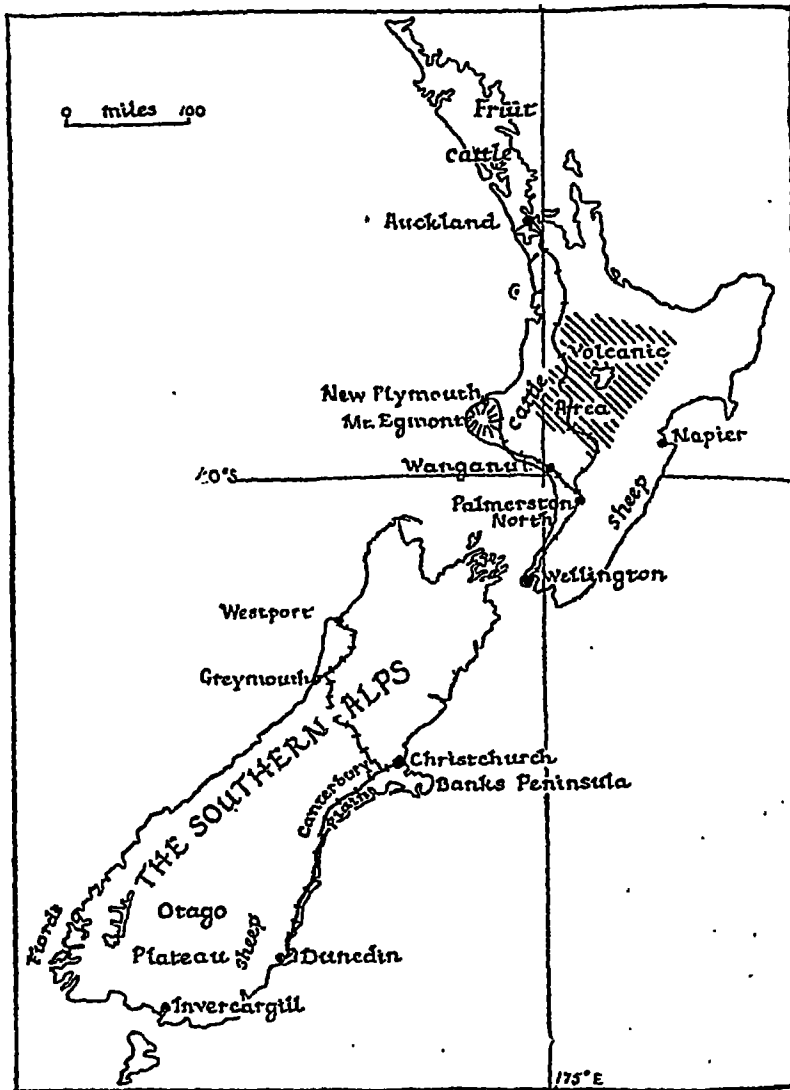 0 miles 100
Fruit
cattle
Auckland
Volcanic
Area
cattle
New Plymouth
Mt. Egmont
Napier
Wanganui
40°S
Palmerston
North
sheep
Wellington
Westport
Greymouth
THE SOUTHERN ALPS
Christchurch
Banks Peninsula
Canterbury
Plains
Fiords
Otago
Plateau
sheep
Dunedin
Invercargill
175°E